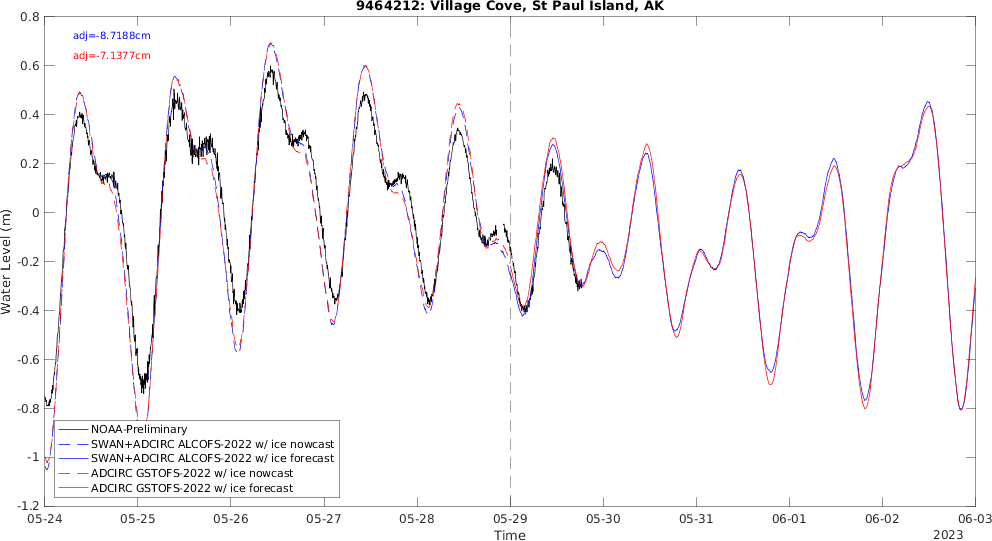 9464212: Village Cove, St Paul Island, AK
0.8
adj=-8.7188cm
adj=-7.1377cm
0.6
0.4
0.2
0
-0.2
-0.4
-0.6
-0.8
-1
-1.2
Water Level (m)
NOAA-Preliminary
SWAN+ADCIRC ALCOFS-2022 w/ ice nowcast
SWAN+ADCIRC ALCOFS-2022 w/ ice forecast
ADCIRC GSTOFS-2022 w/ ice nowcast
ADCIRC GSTOFS-2022 w/ ice forecast
05-24 05-25 05-26 05-27 05-28 05-29 05-30 05-31 06-01 06-02 06-03
Time
2023